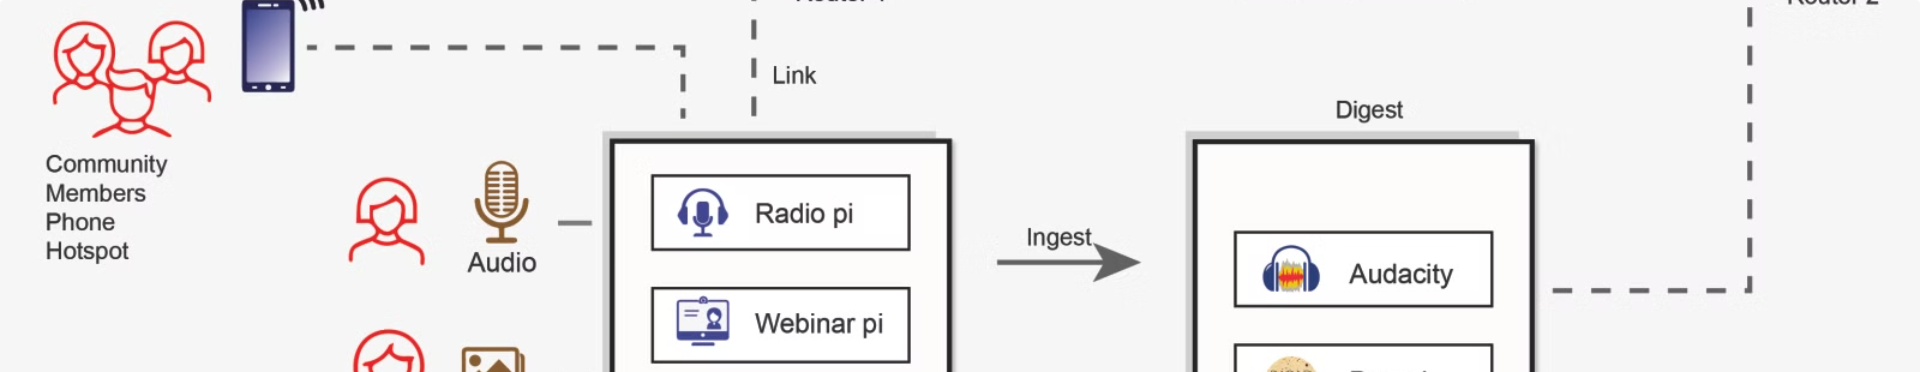 Link
Digest
Community
Members
Phone
Hotspot
Radio pi
Audio
Ingest
Audacity
Webinar pi